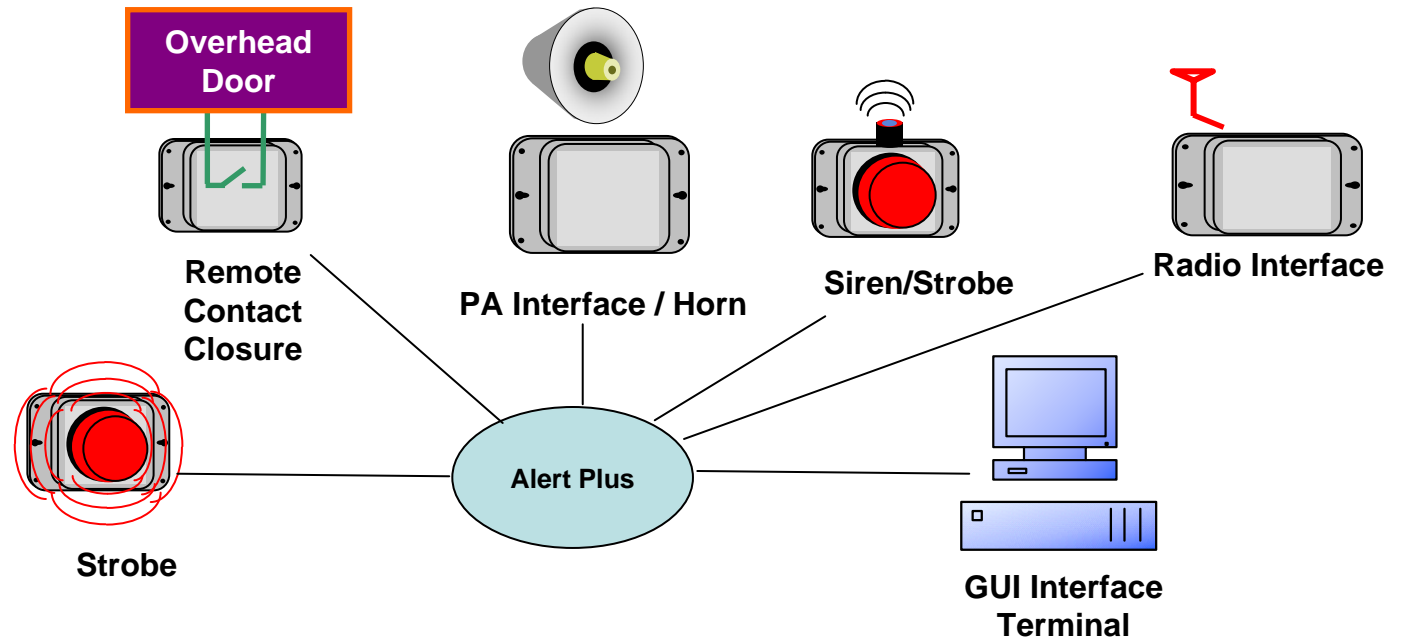 Overhead
Door
Remote
Contact
Closure
PA Interface / Horn
Siren/Strobe
Radio Interface
Strobe
Alert Plus
GUI Interface
Terminal